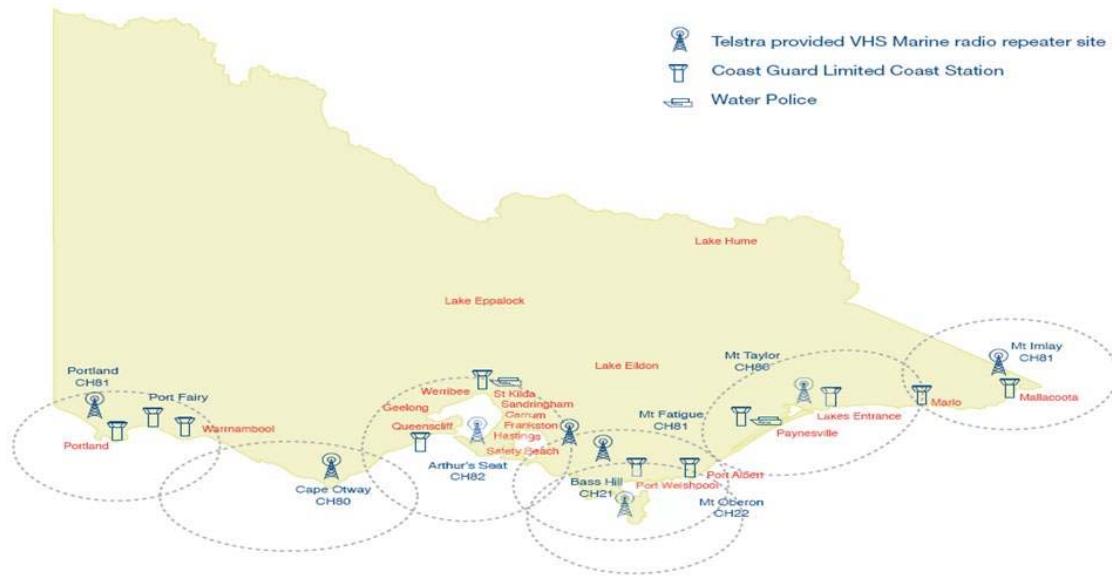 Telstra provided VHS Marine radio repeater site
Coast Guard Limited Coast Station
Water Police
Lake Hume
Lake Eppalock
Lake Eildon
Mt Imlay
CH81
Mallacoota
Mt Taylor
CH86
Marlo
Lakes Entrance
Paynesville
Portland
CH81
Port Fairy
Portland
Warrnambool
Werribee
St Kilda
Geelong
Sandringham
Carrum
Queenscliff
Frankston
Hastings
Safety Beach
Arthur's Seat
CH82
Cape Otway
CH80
Mt Fatigue
CH81
Bass Hill
CH21
Port Welshpool
Port Albert
Mt Oberon
CH22